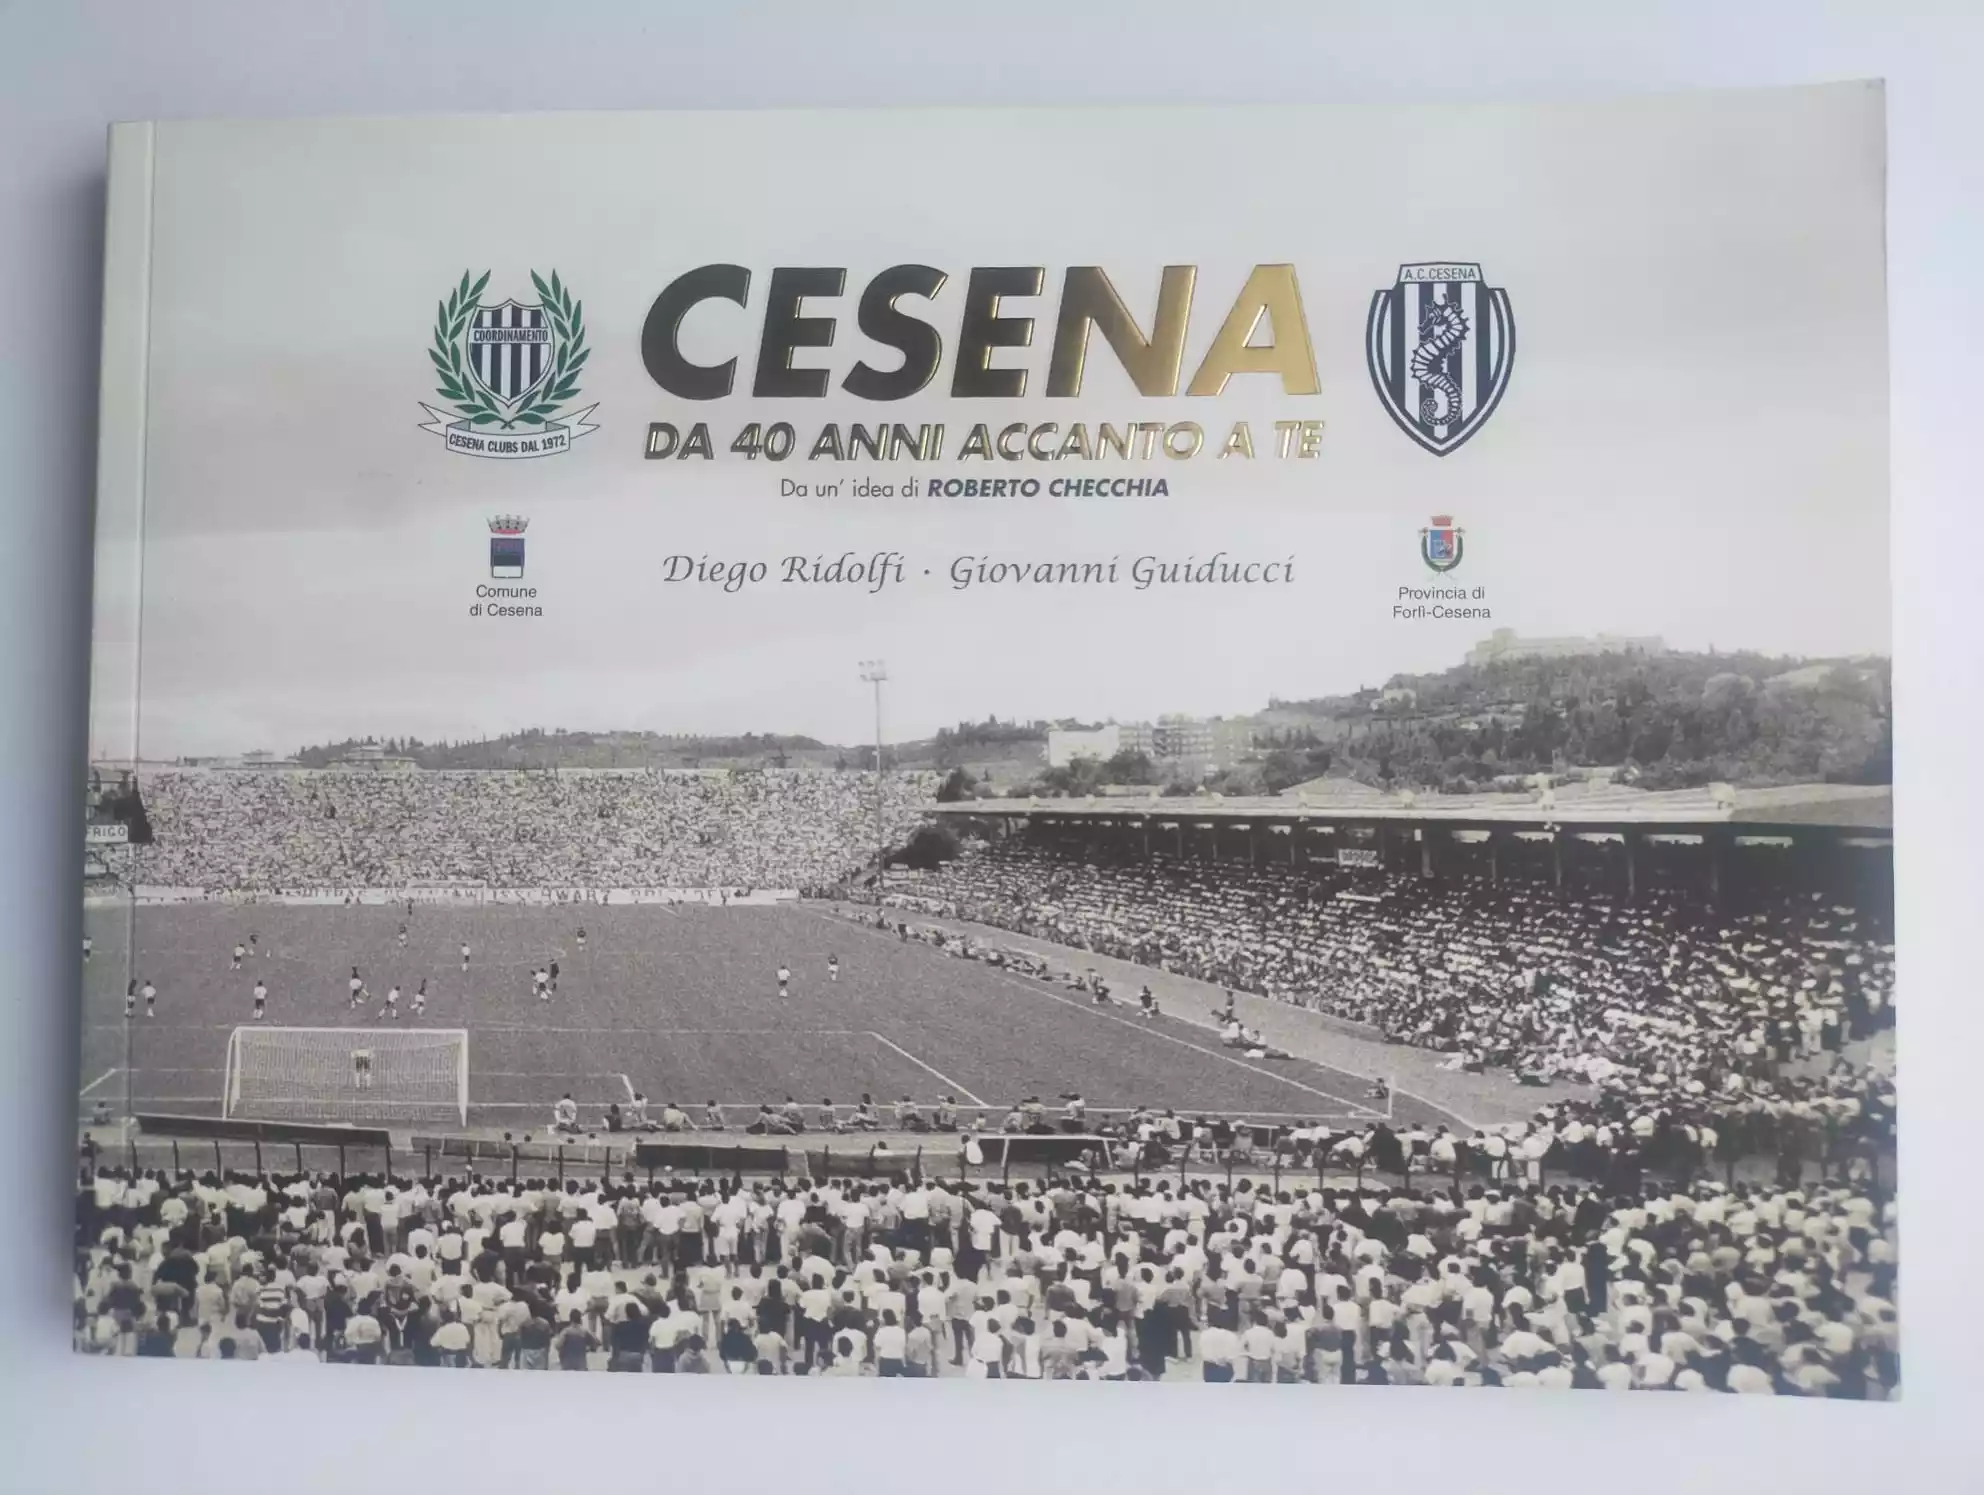 CESENA
DA 40 ANNI ACCANTO A TE
Da un' idea di ROBERTO CHECCHIA
Diego Ridolfi · Giovanni Guiducci
COORDINAMENTO
CESENA CLUBS DAL 1972
A.C. CESENA
Comune
di Cesena
Provincia di
Forlì-Cesena
FRIGO